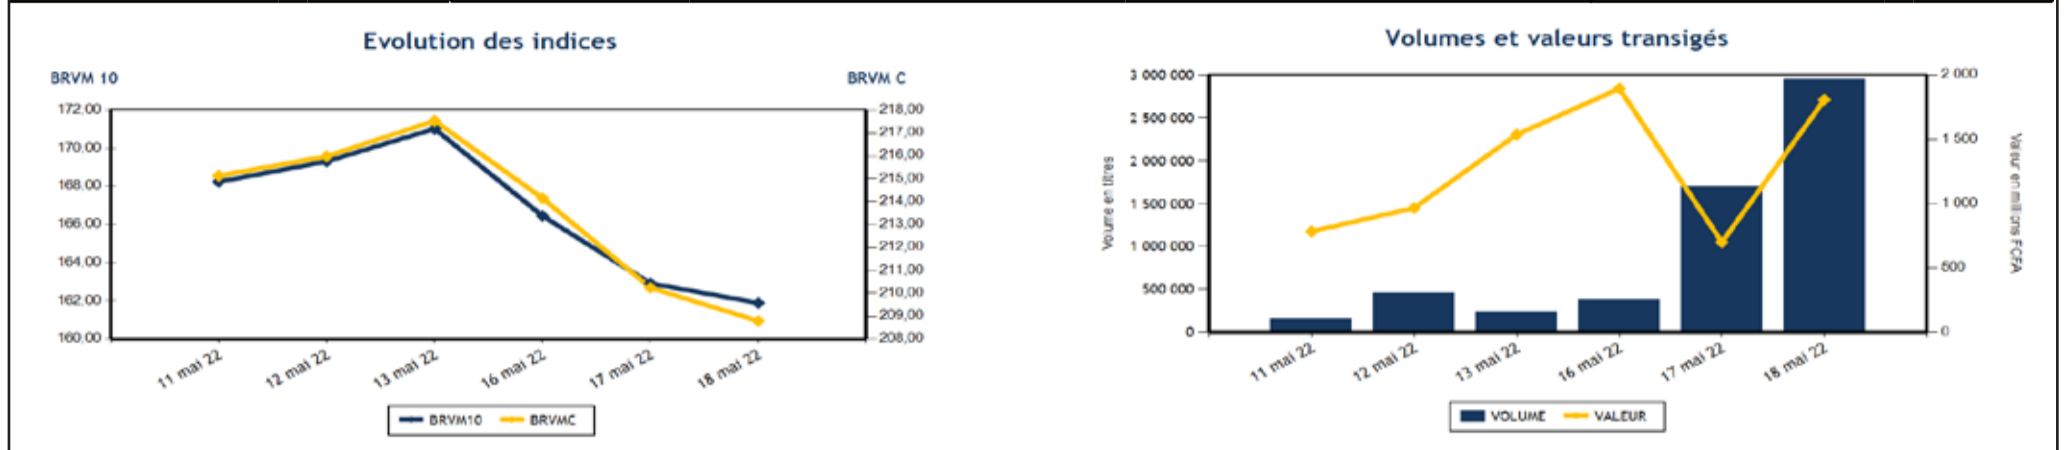 Evolution des indices
BRVM 10
BRVM C
172.00
170.00
168.00
166.00
164.00
162.00
160.00
218,00
217,00
216,00
215,00
214,00
213,00
212,00
211,00
210,00
209,00
208,00
11 mai 22
12 mai 22
13 mai 22
16 mai 22
17 mai 22
18 mai 22
BRVM10
BRVMC
Volumes et valeurs transigés
Volume en titres
3 000 000
2 500 000
2 000 000
1 500 000
1 000 000
500 000
0
2 000
1 500
1 000
500
0
Valeur en millions FCFA
11 mai 22
12 mai 22
13 mai 22
16 mai 22
17 mai 22
18 mai 22
VOLUME
VALEUR